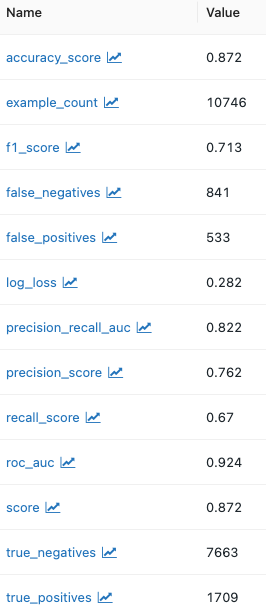 Name Value
accuracy_score 0.872
example_count 10746
f1_score 0.713
false_negatives 841
false_positives 533
log_loss 0.282
precision_recall_auc 0.822
precision_score 0.762
recall_score 0.67
roc_auc 0.924
score 0.872
true_negatives 7663
true_positives 1709